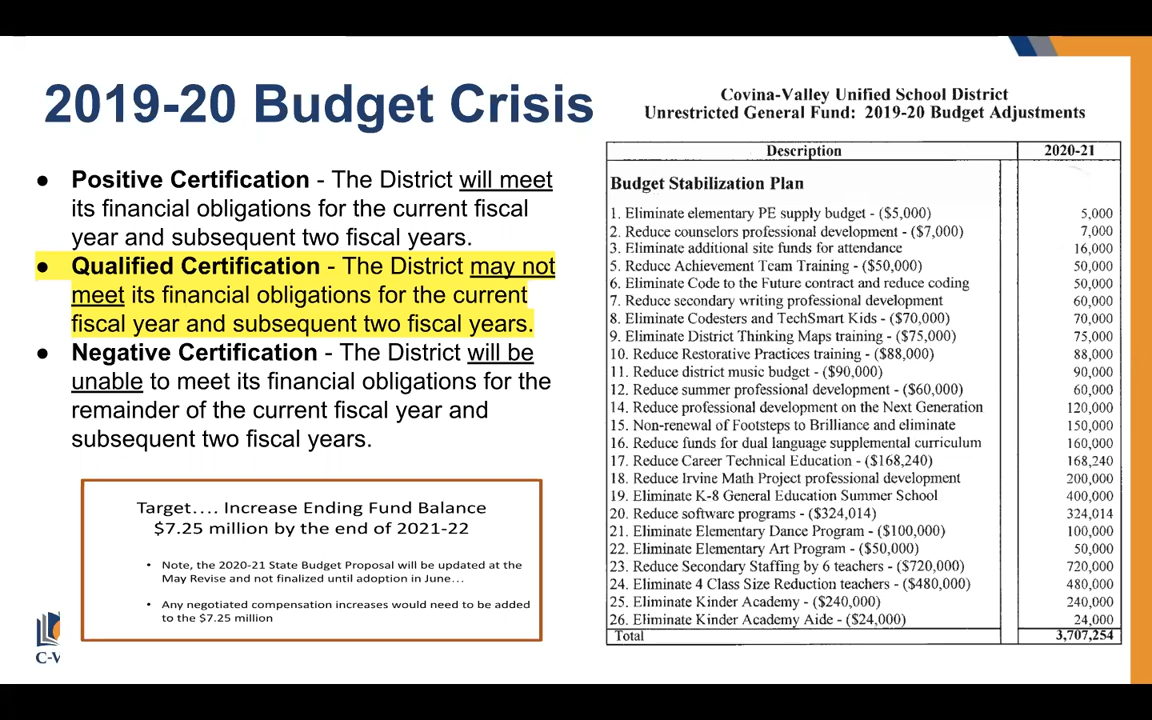 2019-20 Budget Crisis
● Positive Certification - The District will meet
its financial obligations for the current fiscal
year and subsequent two fiscal years.
● Qualified Certification - The District may not
meet its financial obligations for the current
fiscal year and subsequent two fiscal years.
● Negative Certification - The District will be
unable to meet its financial obligations for the
remainder of the current fiscal year and
subsequent two fiscal years.
Target.... Increase Ending Fund Balance
$7.25 million by the end of 2021-22
• Note, the 2020-21 State Budget Proposal will be updated at the
May Revise and not finalized until adoption in June...
• Any negotiated compensation increases would need to be added
to the $7.25 million
C-V
Covina-Valley Unified School District
Unrestricted General Fund: 2019-20 Budget Adjustments
Description 2020-21
Budget Stabilization Plan
1. Eliminate elementary PE supply budget - ($5,000) 5,000
2. Reduce counselors professional development - ($7,000) 7,000
3. Eliminate additional site funds for attendance 16,000
5. Reduce Achievement Team Training - ($50,000) 50,000
6. Eliminate Code to the Future contract and reduce coding 50,000
7. Reduce secondary writing professional development 60,000
8. Eliminate Codesters and TechSmart Kids - ($70,000) 70,000
9. Eliminate District Thinking Maps training - ($75,000) 75,000
10. Reduce Restorative Practices training - ($88,000) 88,000
11. Reduce district music budget - ($90,000) 90,000
12. Reduce summer professional development - ($60,000) 60,000
14. Reduce professional development on the Next Generation 120,000
15. Non-renewal of Footsteps to Brilliance and eliminate 150,000
16. Reduce funds for dual language supplemental curriculum 160,000
17. Reduce Career Technical Education - ($168,240) 168,240
18. Reduce Irvine Math Project professional development 200,000
19. Eliminate K-8 General Education Summer School 400,000
20. Reduce software programs - ($324,014) 324,014
21. Eliminate Elementary Dance Program - ($100,000) 100,000
22. Eliminate Elementary Art Program - ($50,000) 50,000
23. Reduce Secondary Staffing by 6 teachers - ($720,000) 720,000
24. Eliminate 4 Class Size Reduction teachers - ($480,000) 480,000
25. Eliminate Kinder Academy - ($240,000) 240,000
26. Eliminate Kinder Academy Aide - ($24,000) 24,000
Total 3,707,254